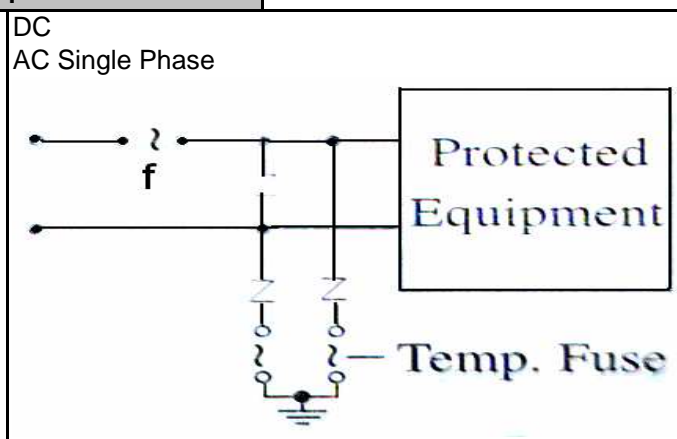 DC
AC Single Phase
f
Protected
Equipment
Z Z
Temp. Fuse